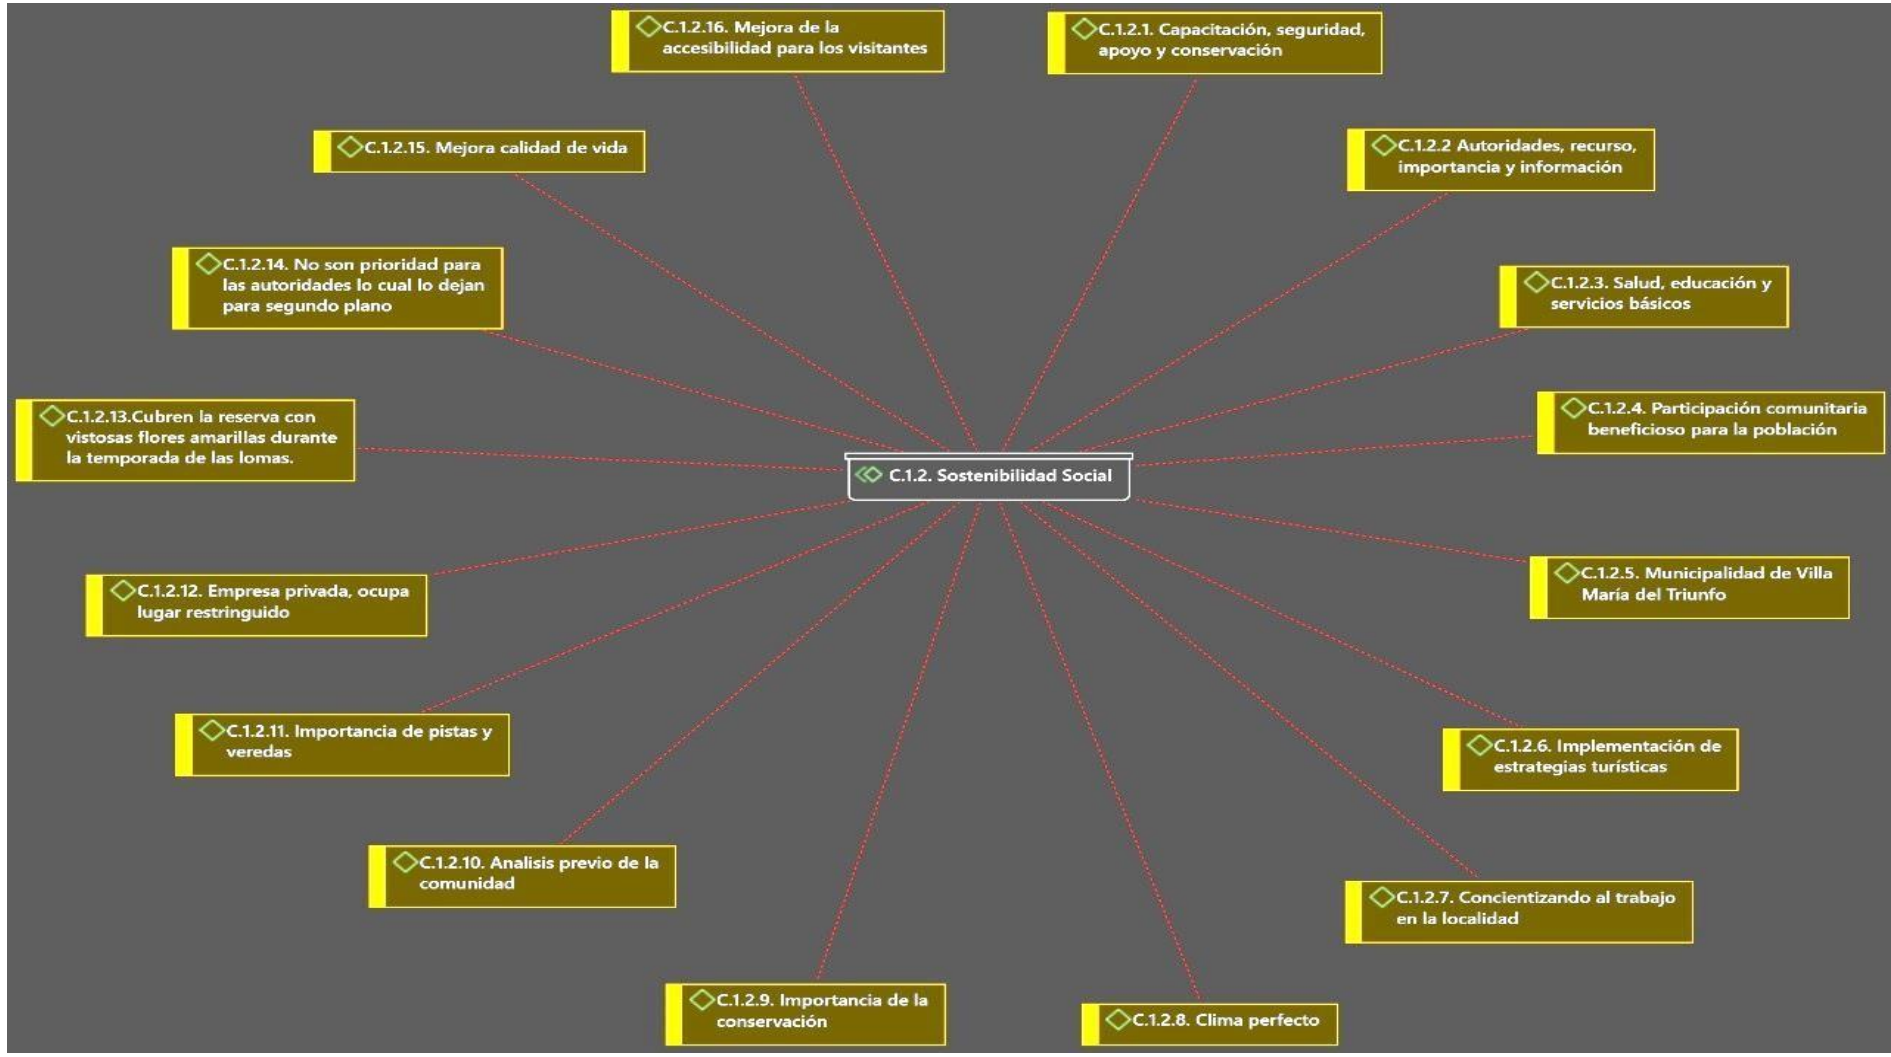 C.1.2.16. Mejora de la
accesibilidad para los visitantes
C.1.2.1. Capacitación, seguridad,
apoyo y conservación
C.1.2.15. Mejora calidad de vida
C.1.2.2 Autoridades, recurso,
importancia y información
C.1.2.14. No son prioridad para
las autoridades lo cual lo dejan
para segundo plano
C.1.2.3. Salud, educación y
servicios básicos
C.1.2.13.Cubren la reserva con
vistosas flores amarillas durante
la temporada de las lomas.
C.1.2.4. Participación comunitaria
beneficioso para la población
C.1.2. Sostenibilidad Social
C.1.2.12. Empresa privada, ocupa
lugar restringuido
C.1.2.5. Municipalidad de Villa
María del Triunfo
C.1.2.11. Importancia de pistas y
veredas
C.1.2.6. Implementación de
estrategias turísticas
C.1.2.10. Analisis previo de la
comunidad
C.1.2.7. Concientizando al trabajo
en la localidad
C.1.2.9. Importancia de la
conservación
C.1.2.8. Clima perfecto